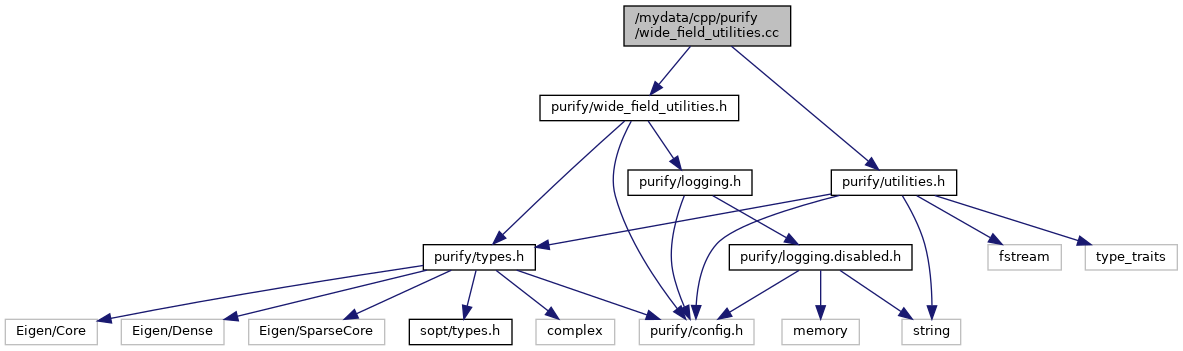 /mydata/cpp/purify
/wide_field_utilities.cc
purify/wide_field_utilities.h
purify/logging.h
purify/utilities.h
purify/types.h
purify/logging.disabled.h
fstream
type_traits
Eigen/Core
Eigen/Dense
Eigen/SparseCore
sopt/types.h
complex
purify/config.h
memory
string